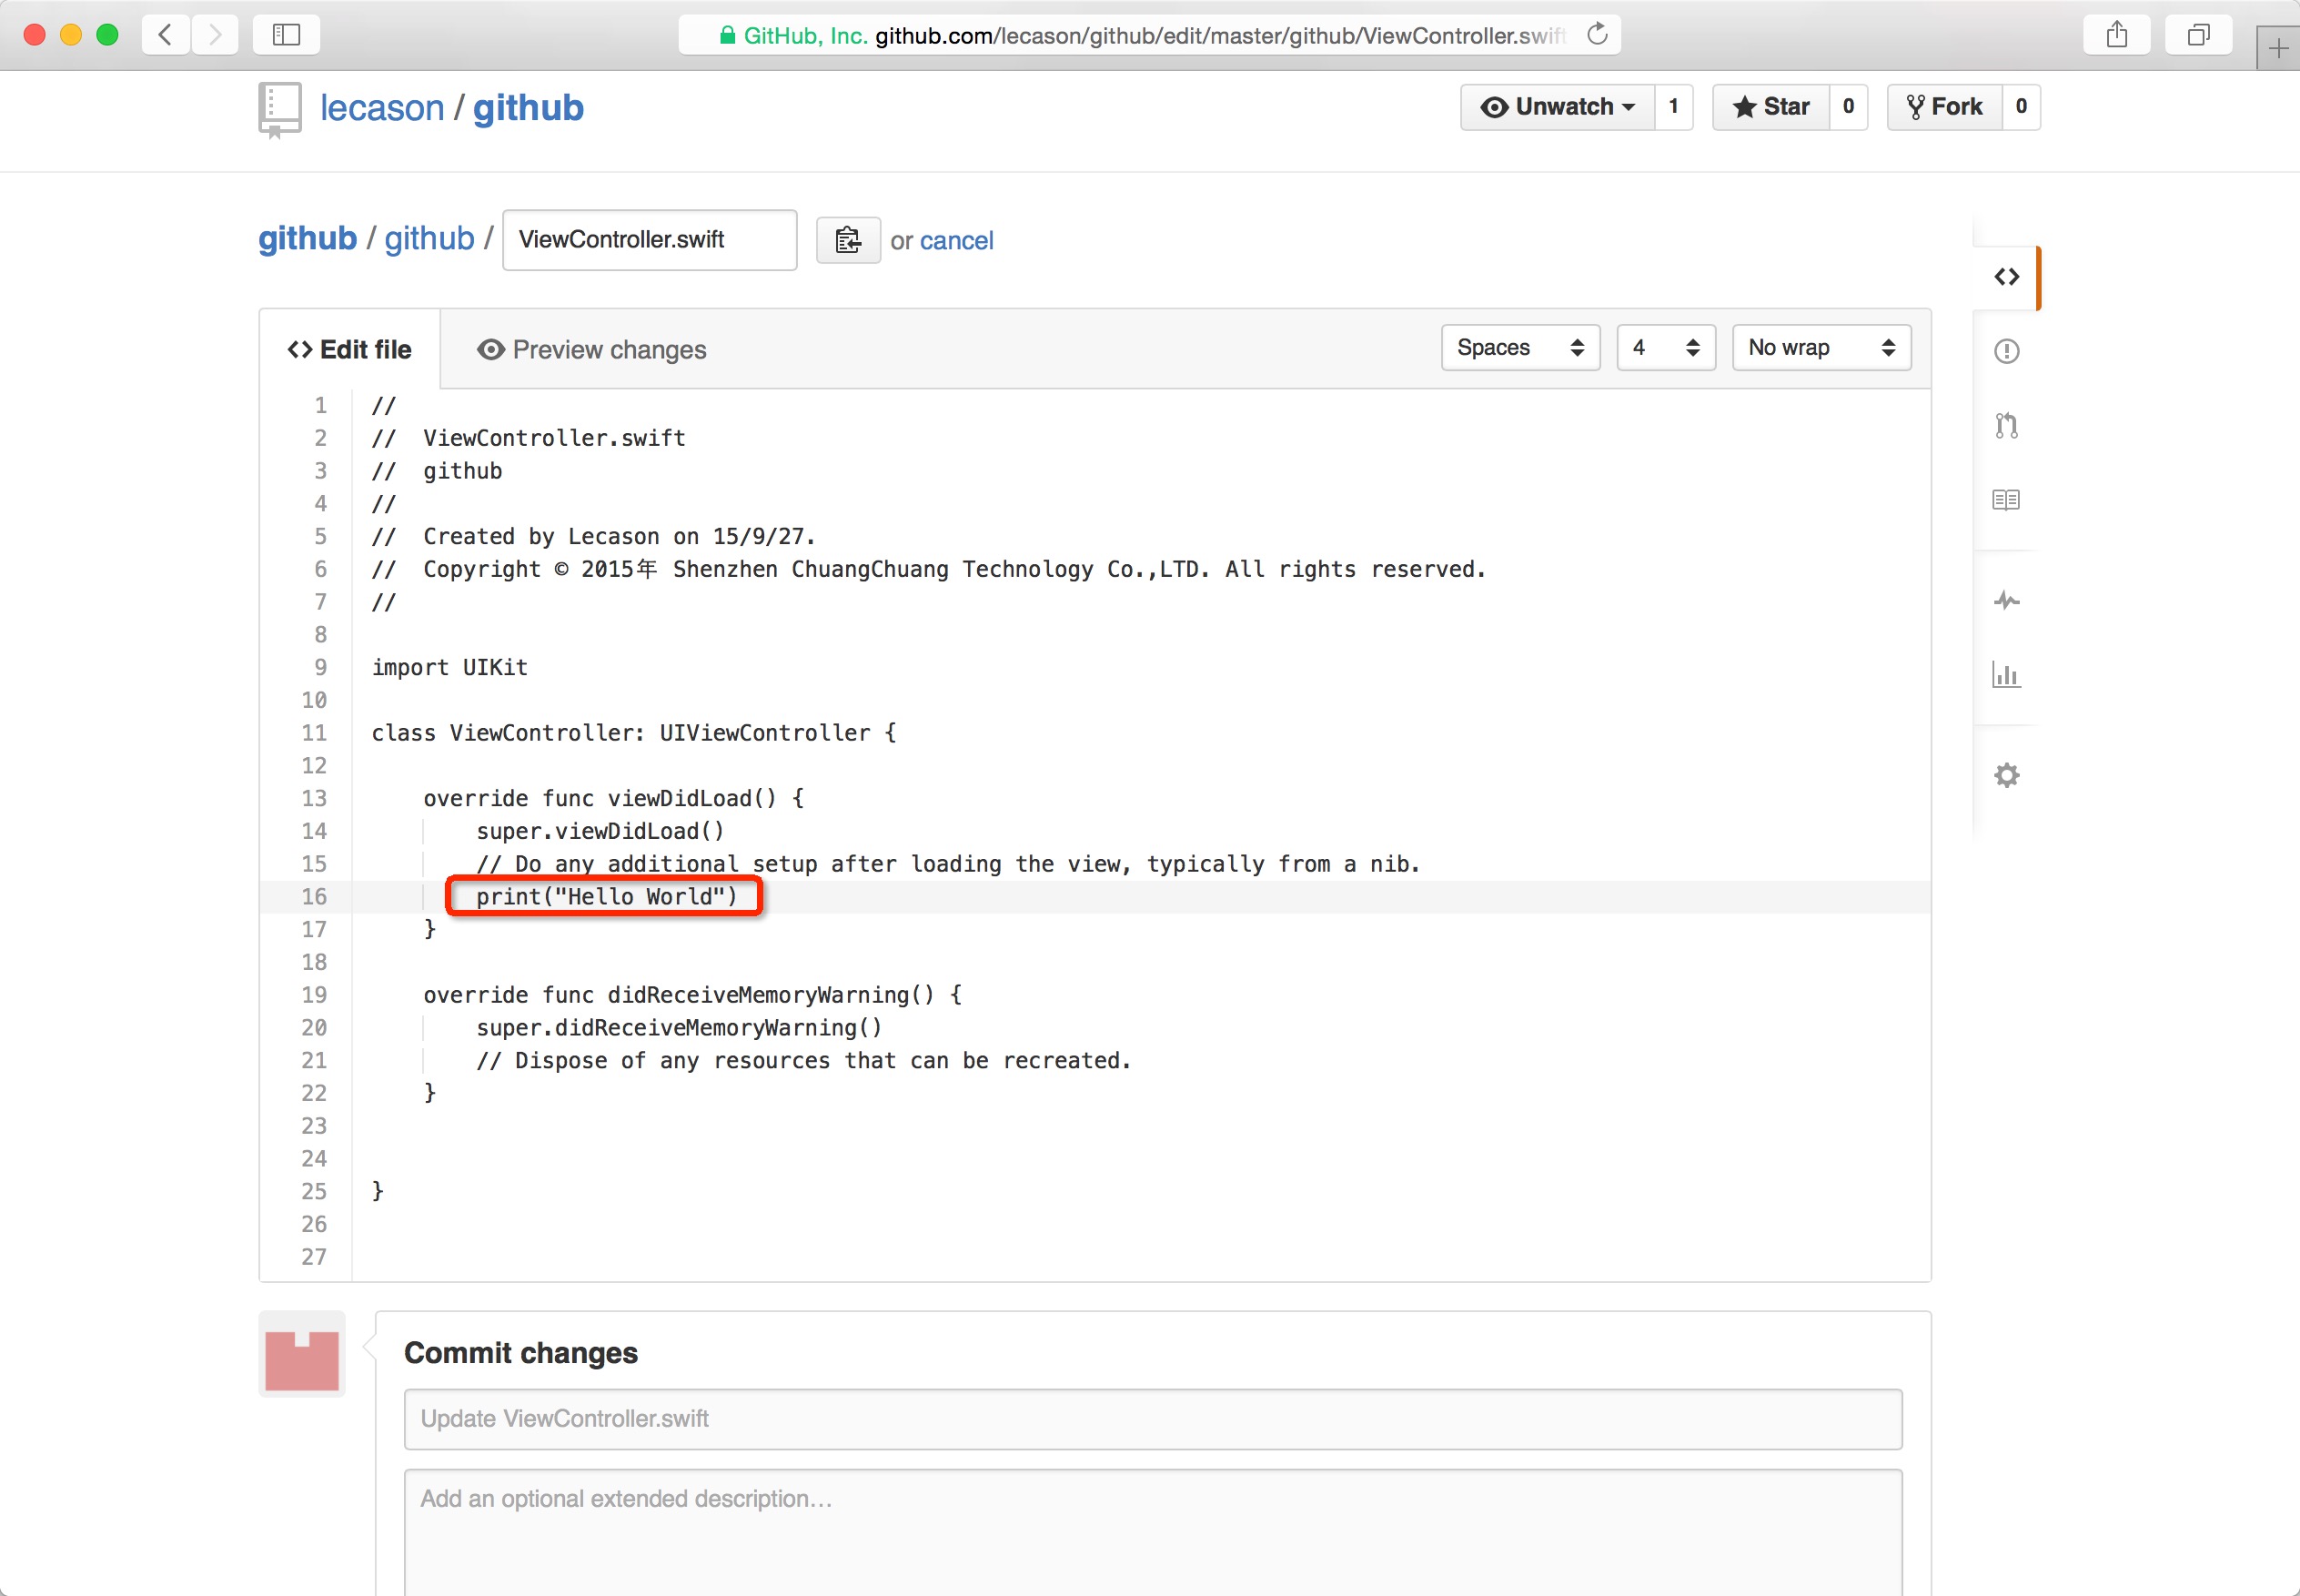 GitHub, Inc. github.com/lecason/github/edit/master/github/ViewController.swift
lecason / github
Unwatch 1 Star 0 Fork 0
github / github / ViewController.swift or cancel
Edit file Preview changes Spaces 4 No wrap
1 //
2 //  ViewController.swift
3 //  github
4 //
5 //  Created by Lecason on 15/9/27.
6 //  Copyright © 2015年 Shenzhen ChuangChuang Technology Co.,LTD. All rights reserved.
7 //
8
9 import UIKit
10
11 class ViewController: UIViewController {
12
13     override func viewDidLoad() {
14         super.viewDidLoad()
15         // Do any additional setup after loading the view, typically from a nib.
16         print("Hello World")
17     }
18
19     override func didReceiveMemoryWarning() {
20         super.didReceiveMemoryWarning()
21         // Dispose of any resources that can be recreated.
22     }
23
24
25 }
26
27
Commit changes
Update ViewController.swift
Add an optional extended description…